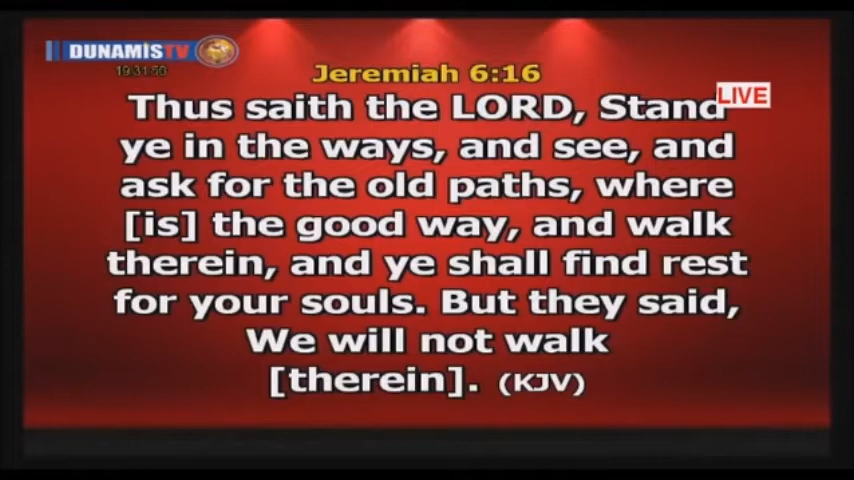 DUNAMISTV
19:31:50
Jeremiah 6:16
LIVE
Thus saith the LORD, Stand
ye in the ways, and see, and
ask for the old paths, where
[is] the good way, and walk
therein, and ye shall find rest
for your souls. But they said,
We will not walk
[therein]. (KJV)